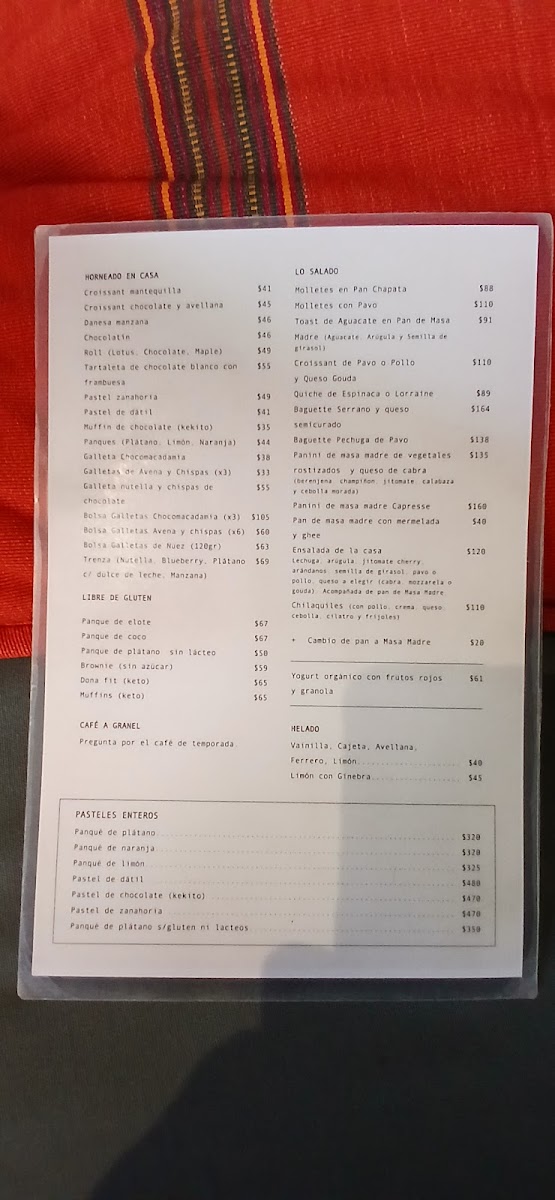 HORNEADO EN CASA
Croissant mantequilla $41
Croissant chocolate y avellana $45
Danesa manzana $46
Chocolatin $46
Roll (Lotus, Chocolate, Maple) $49
Tartaleta de chocolate blanco con $55
frambuesa
Pastel zanahoria $49
Pastel de dátil $41
Muffin de chocolate (kekito) $35
Panques (Plátano, Limón, Naranja) $44
Galleta Chocomacadamia $38
Galletas de Avena y Chispas (x3) $33
Galleta nutella y chispas de $55
chocolate
Bolsa Galletas Chocomacadamia (x3) $105
Bolsa Galletas Avena y chispas (x6) $60
Bolsa Galletas de Nuez (120gr) $63
Trenza (Nutella, Blueberry, Plátano $69
c/ dulce de leche, Manzana)
LIBRE DE GLUTEN
Panque de elote $67
Panque de coco $67
Panque de plátano sin lacteo $50
Brownie (sin azúcar) $59
Dona fit (keto) $65
Muffins (keto) $65
CAFÉ A GRANEL
Pregunta por el café de temporada.
LO SALADO
Molletes en Pan Chapata $88
Molletes con Pavo $110
Toast de Aguacate en Pan de Masa $91
Madre (Aguacate, Arúgula y Semilla de
girasol)
Croissant de Pavo o Pollo $110
y Queso Gouda
Quiche de Espinaca o Lorraine $89
Baguette Serrano y queso $164
semicurado
Baguette Pechuga de Pavo $138
Panini de masa madre de vegetales $135
rostizados y queso de cabra
(berenjena, champiñon, jitomate, calabaza
y cebolla morada)
Panini de masa madre Capresse $160
Pan de masa madre con mermelada $40
y ghee
Ensalada de la casa $120
Lechuga, arúgula, jitomate cherry,
arándanos, semilla de girasol, pavo o
pollo, queso a elegir (cabra, mozzarela o
gouda). Acompañada de pan de Masa Madre.
Chilaquiles (con pollo, crema, queso, $110
cebolla, cilatro y frijoles)
+ Cambio de pan a Masa Madre $20
Yogurt orgánico con frutos rojos $61
y granola
HELADO
Vainilla, Cajeta, Avellana,
Ferrero, Limón $40
Limón con Ginebra $45
PASTELES ENTEROS
Panqué de plátano $320
Panqué de naranja $320
Panqué de limón $325
Pastel de dátil $480
Pastel de chocolate (kekito) $470
Pastel de zanahoria $470
Panqué de plátano s/gluten ni lacteos $350